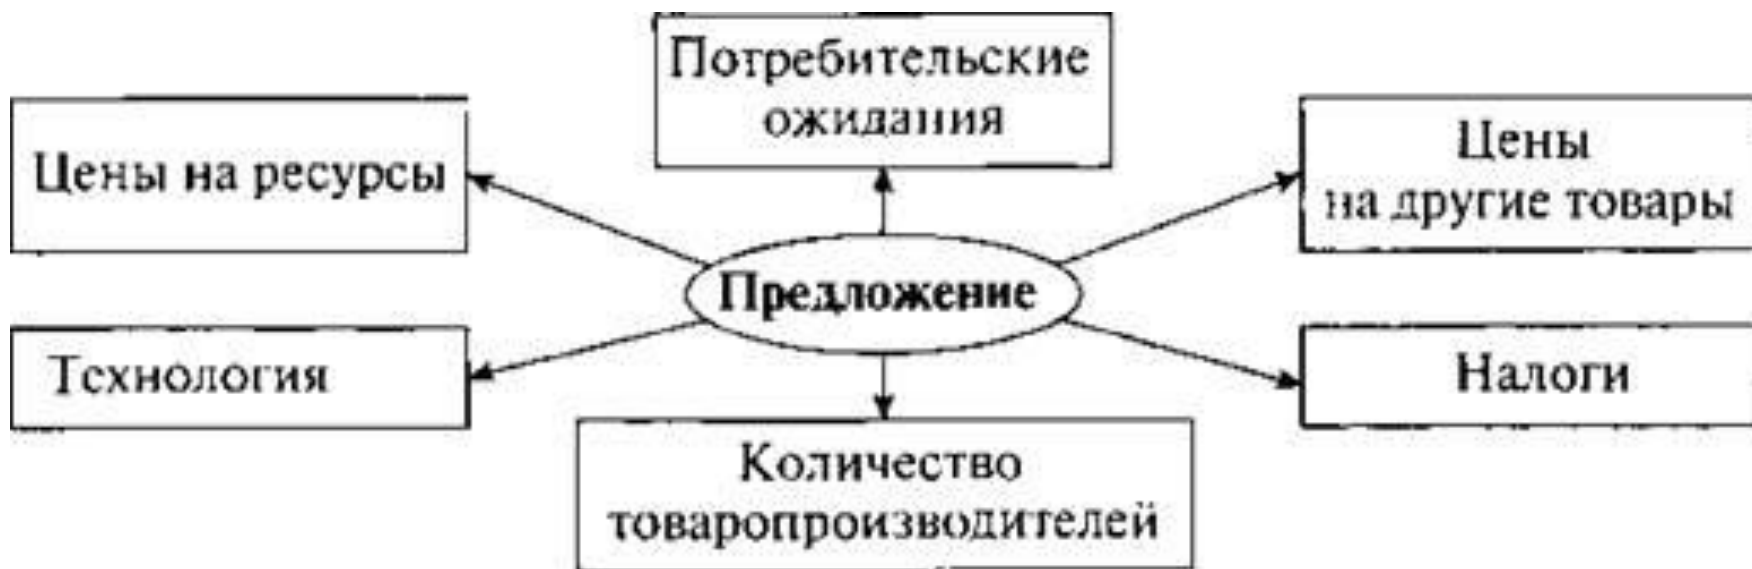 Потребительские
ожидания
Цены на ресурсы
Цены
на другие товары
Предложение
Технология
Налоги
Количество
товаропроизводителей